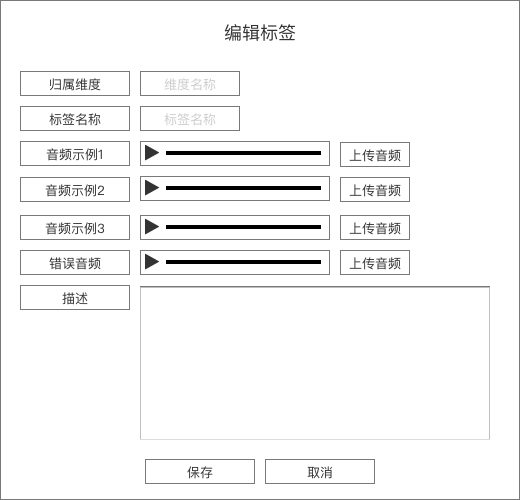 编辑标签
归属维度 维度名称
标签名称 标签名称
音频示例1 上传音频
音频示例2 上传音频
音频示例3 上传音频
错误音频 上传音频
描述
保存 取消